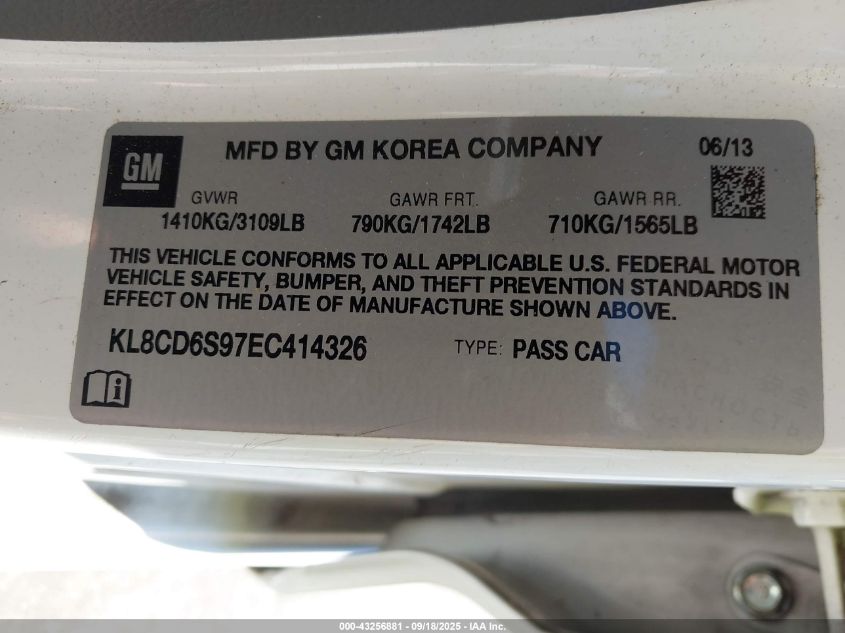 GM
MFD BY GM KOREA COMPANY
06/13
GVWR
GAWR FRT.
GAWR RR.
1410KG/3109LB
790KG/1742LB
710KG/1565LB
THIS VEHICLE CONFORMS TO ALL APPLICABLE U.S. FEDERAL MOTOR
VEHICLE SAFETY, BUMPER, AND THEFT PREVENTION STANDARDS IN
EFFECT ON THE DATE OF MANUFACTURE SHOWN ABOVE.
KL8CD6S97EC414326
TYPE: PASS CAR
000-43256881 - 09/18/2025 - IAA Inc.